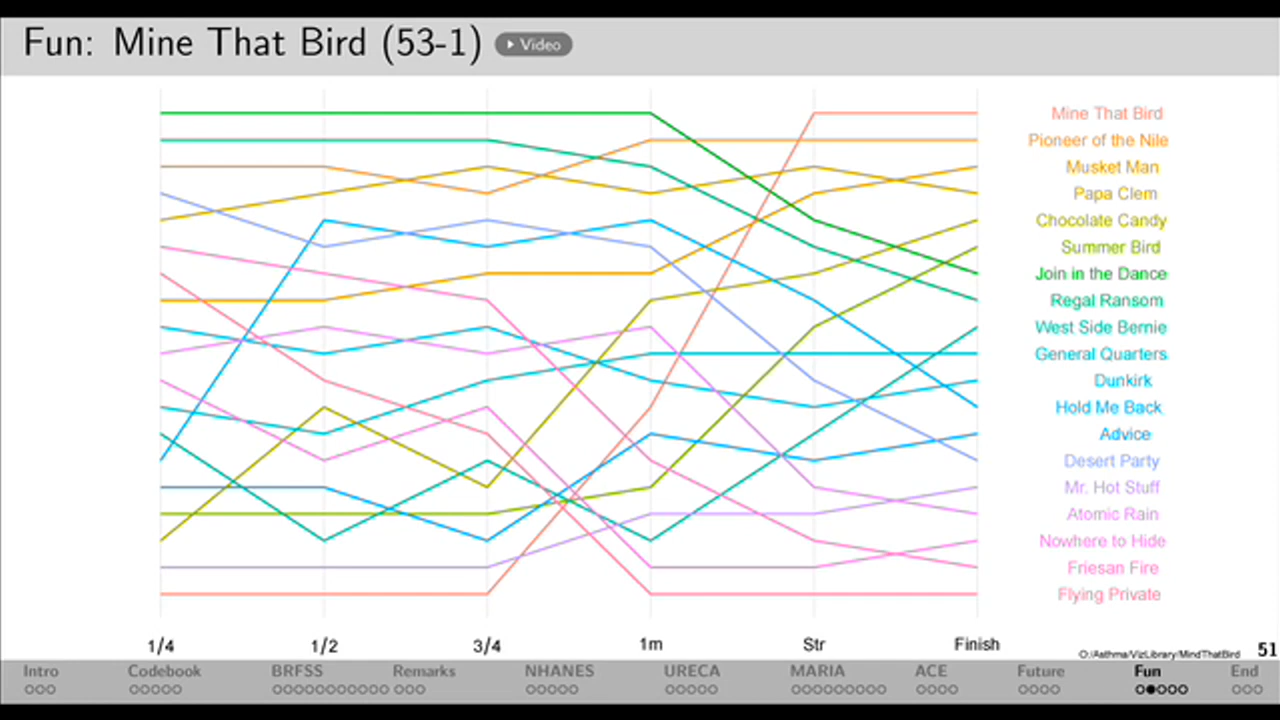 Fun: Mine That Bird (53-1) Video
Mine That Bird
Pioneer of the Nile
Musket Man
Papa Clem
Chocolate Candy
Summer Bird
Join in the Dance
Regal Ransom
West Side Bernie
General Quarters
Dunkirk
Hold Me Back
Advice
Desert Party
Mr. Hot Stuff
Atomic Rain
Nowhere to Hide
Friesan Fire
Flying Private
1/4 1/2 3/4 1m Str Finish
O:/Asthma/VizLibrary/MindThatBird 51
Intro Codebook BRFSS Remarks NHANES URECA MARIA ACE Future Fun End